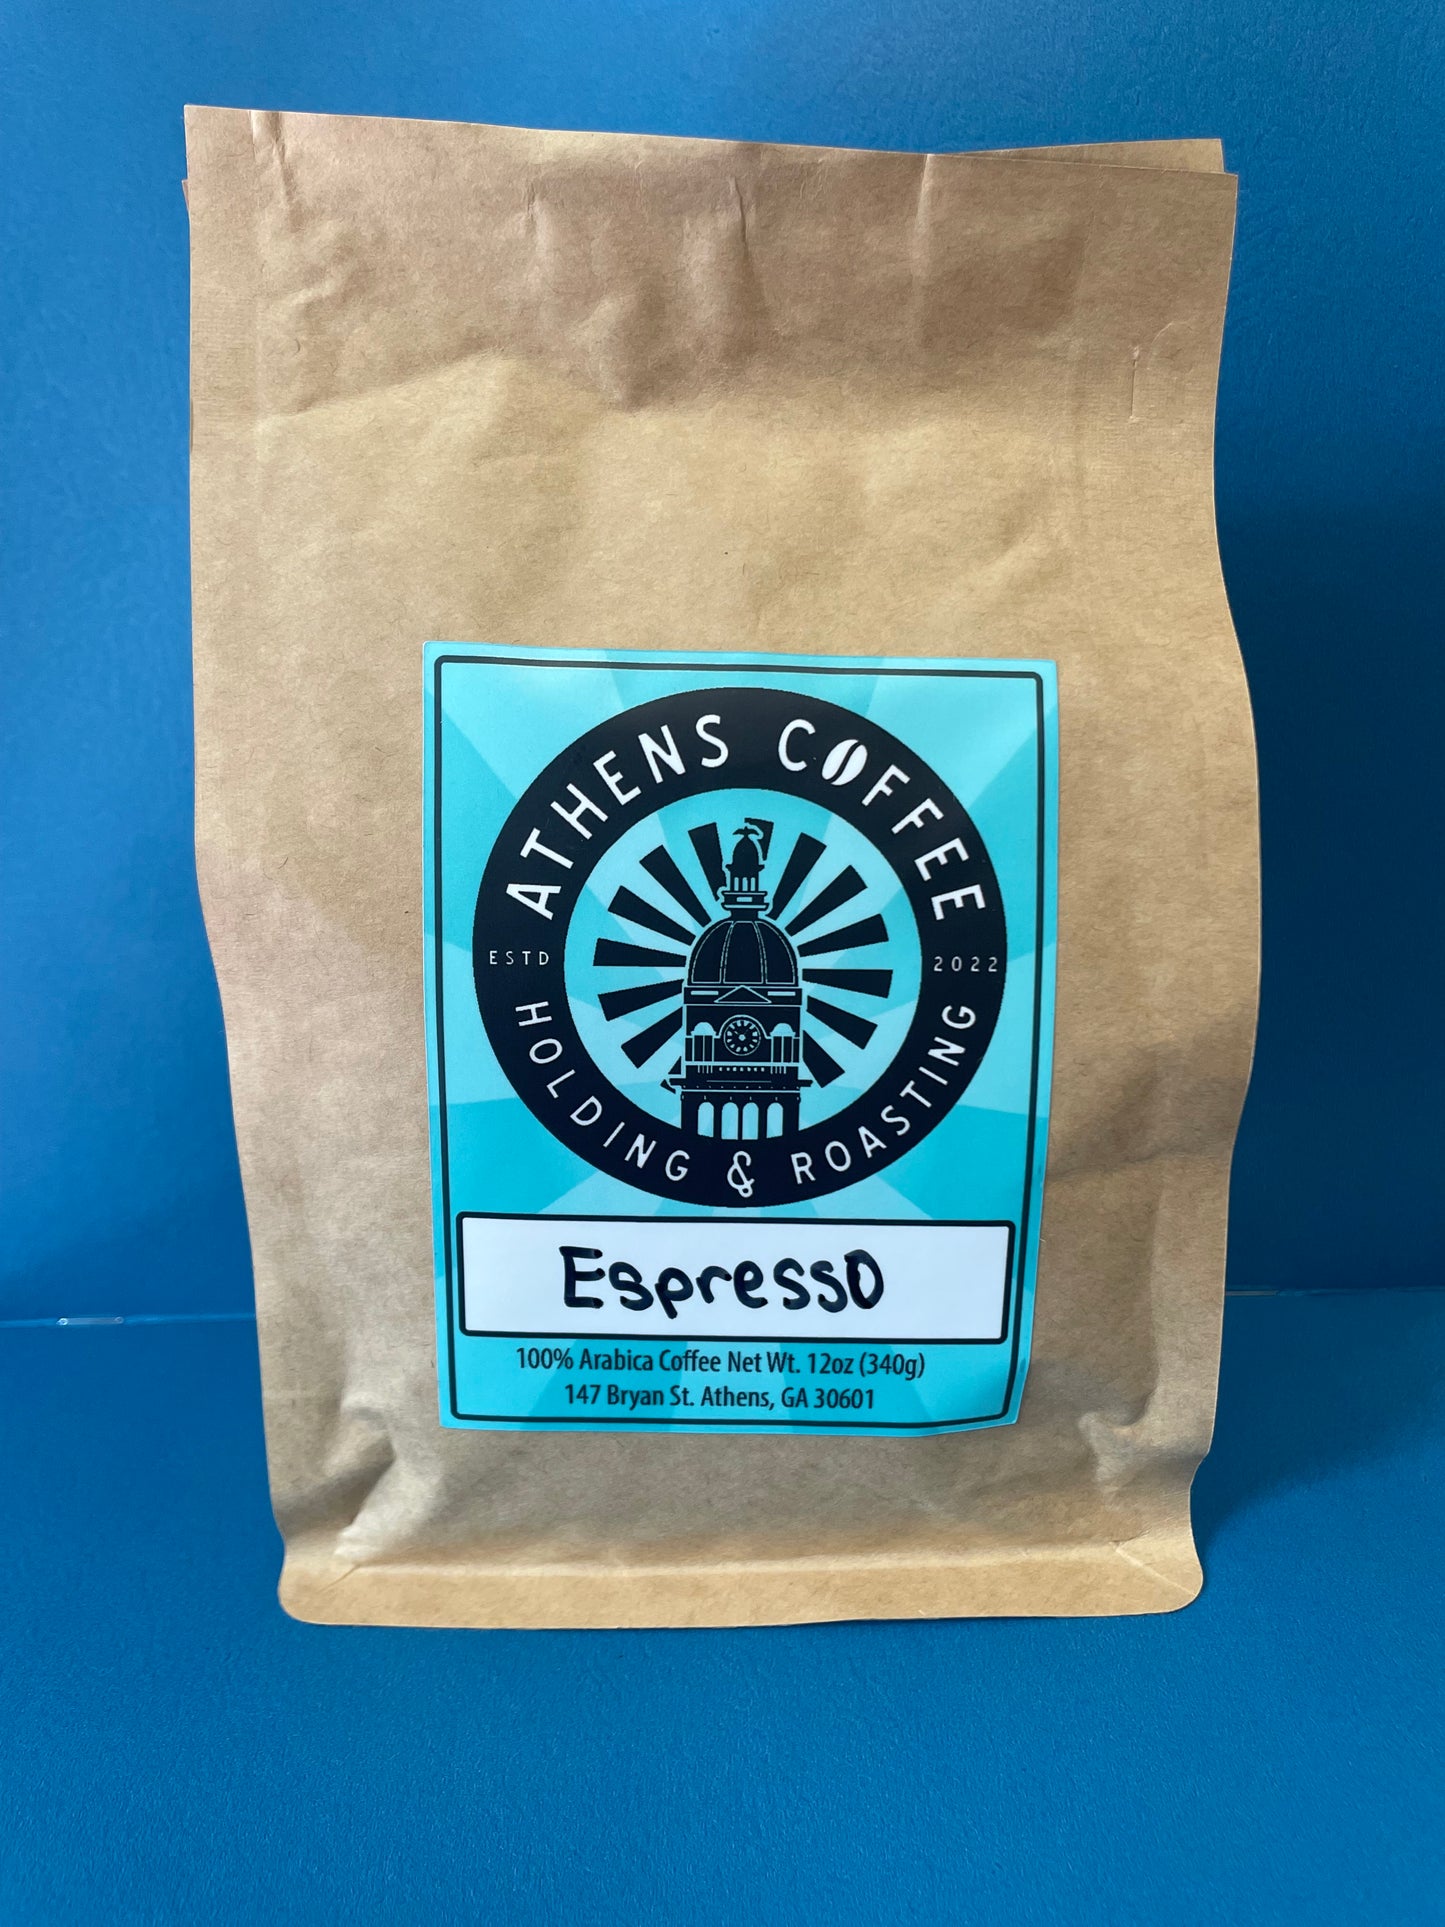 ATHENS COFFEE
ESTD 2022
HOLDING & ROASTING
Espresso
100% Arabica Coffee Net Wt. 12oz (340g)
147 Bryan St. Athens, GA 30601